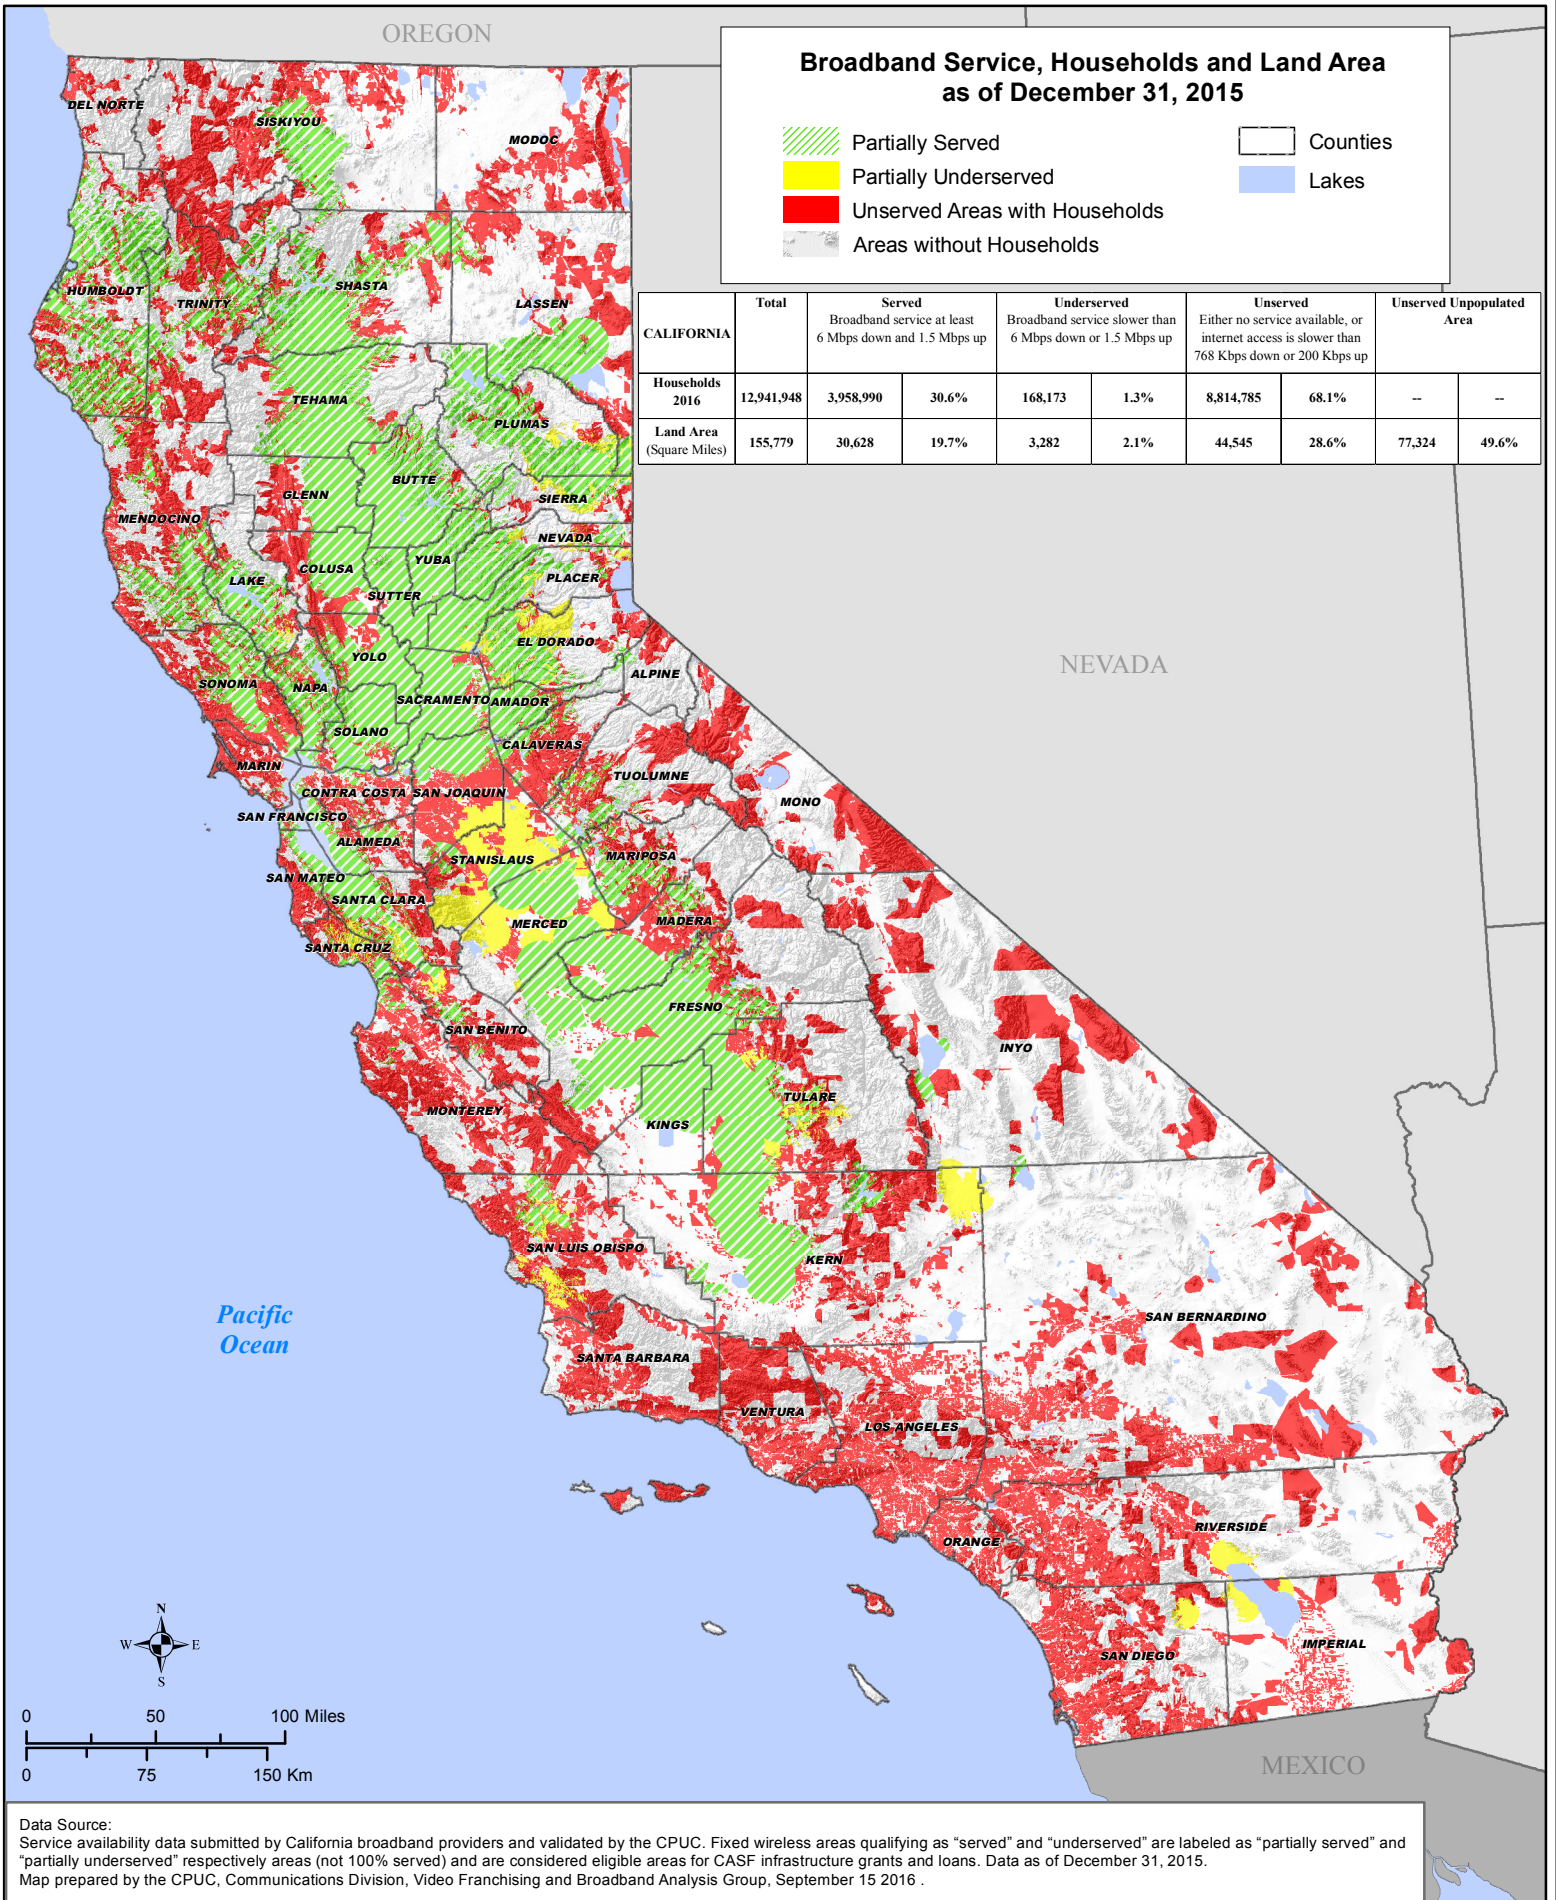 OREGON
Broadband Service, Households and Land Area
as of December 31, 2015
Partially Served
Partially Underserved
Unserved Areas with Households
Areas without Households
Counties
Lakes
CALIFORNIA
Total
Served
Broadband service at least
6 Mbps down and 1.5 Mbps up
Underserved
Broadband service slower than
6 Mbps down or 1.5 Mbps up
Unserved
Either no service available, or
internet access is slower than
768 Kbps down or 200 Kbps up
Unserved Unpopulated
Area
Households
2016
12,941,948 3,958,990 30.6% 168,173 1.3% 8,814,785 68.1% -- --
Land Area
(Square Miles)
155,779 30,628 19.7% 3,282 2.1% 44,545 28.6% 77,324 49.6%
DEL NORTE
SISKIYOU
MODOC
HUMBOLDT
TRINITY
SHASTA
LASSEN
TEHAMA
PLUMAS
BUTTE
GLENN
SIERRA
MENDOCINO
NEVADA
YUBA
COLUSA
LAKE
PLACER
SUTTER
EL DORADO
YOLO
NEVADA
ALPINE
SONOMA
NAPA
SACRAMENTO
AMADOR
SOLANO
CALAVERAS
MARIN
TUOLUMNE
CONTRA COSTA
SAN JOAQUIN
MONO
SAN FRANCISCO
ALAMEDA
STANISLAUS
MARIPOSA
SAN MATEO
SANTA CLARA
MERCED
MADERA
SANTA CRUZ
FRESNO
SAN BENITO
INYO
TULARE
MONTEREY
KINGS
SAN LUIS OBISPO
KERN
Pacific
Ocean
SAN BERNARDINO
SANTA BARBARA
VENTURA
LOS ANGELES
RIVERSIDE
ORANGE
IMPERIAL
SAN DIEGO
N
W E
S
0 50 100 Miles
0 75 150 Km
MEXICO
Data Source:
Service availability data submitted by California broadband providers and validated by the CPUC. Fixed wireless areas qualifying as “served” and “underserved” are labeled as “partially served” and
“partially underserved” respectively areas (not 100% served) and are considered eligible areas for CASF infrastructure grants and loans. Data as of December 31, 2015.
Map prepared by the CPUC, Communications Division, Video Franchising and Broadband Analysis Group, September 15 2016 .